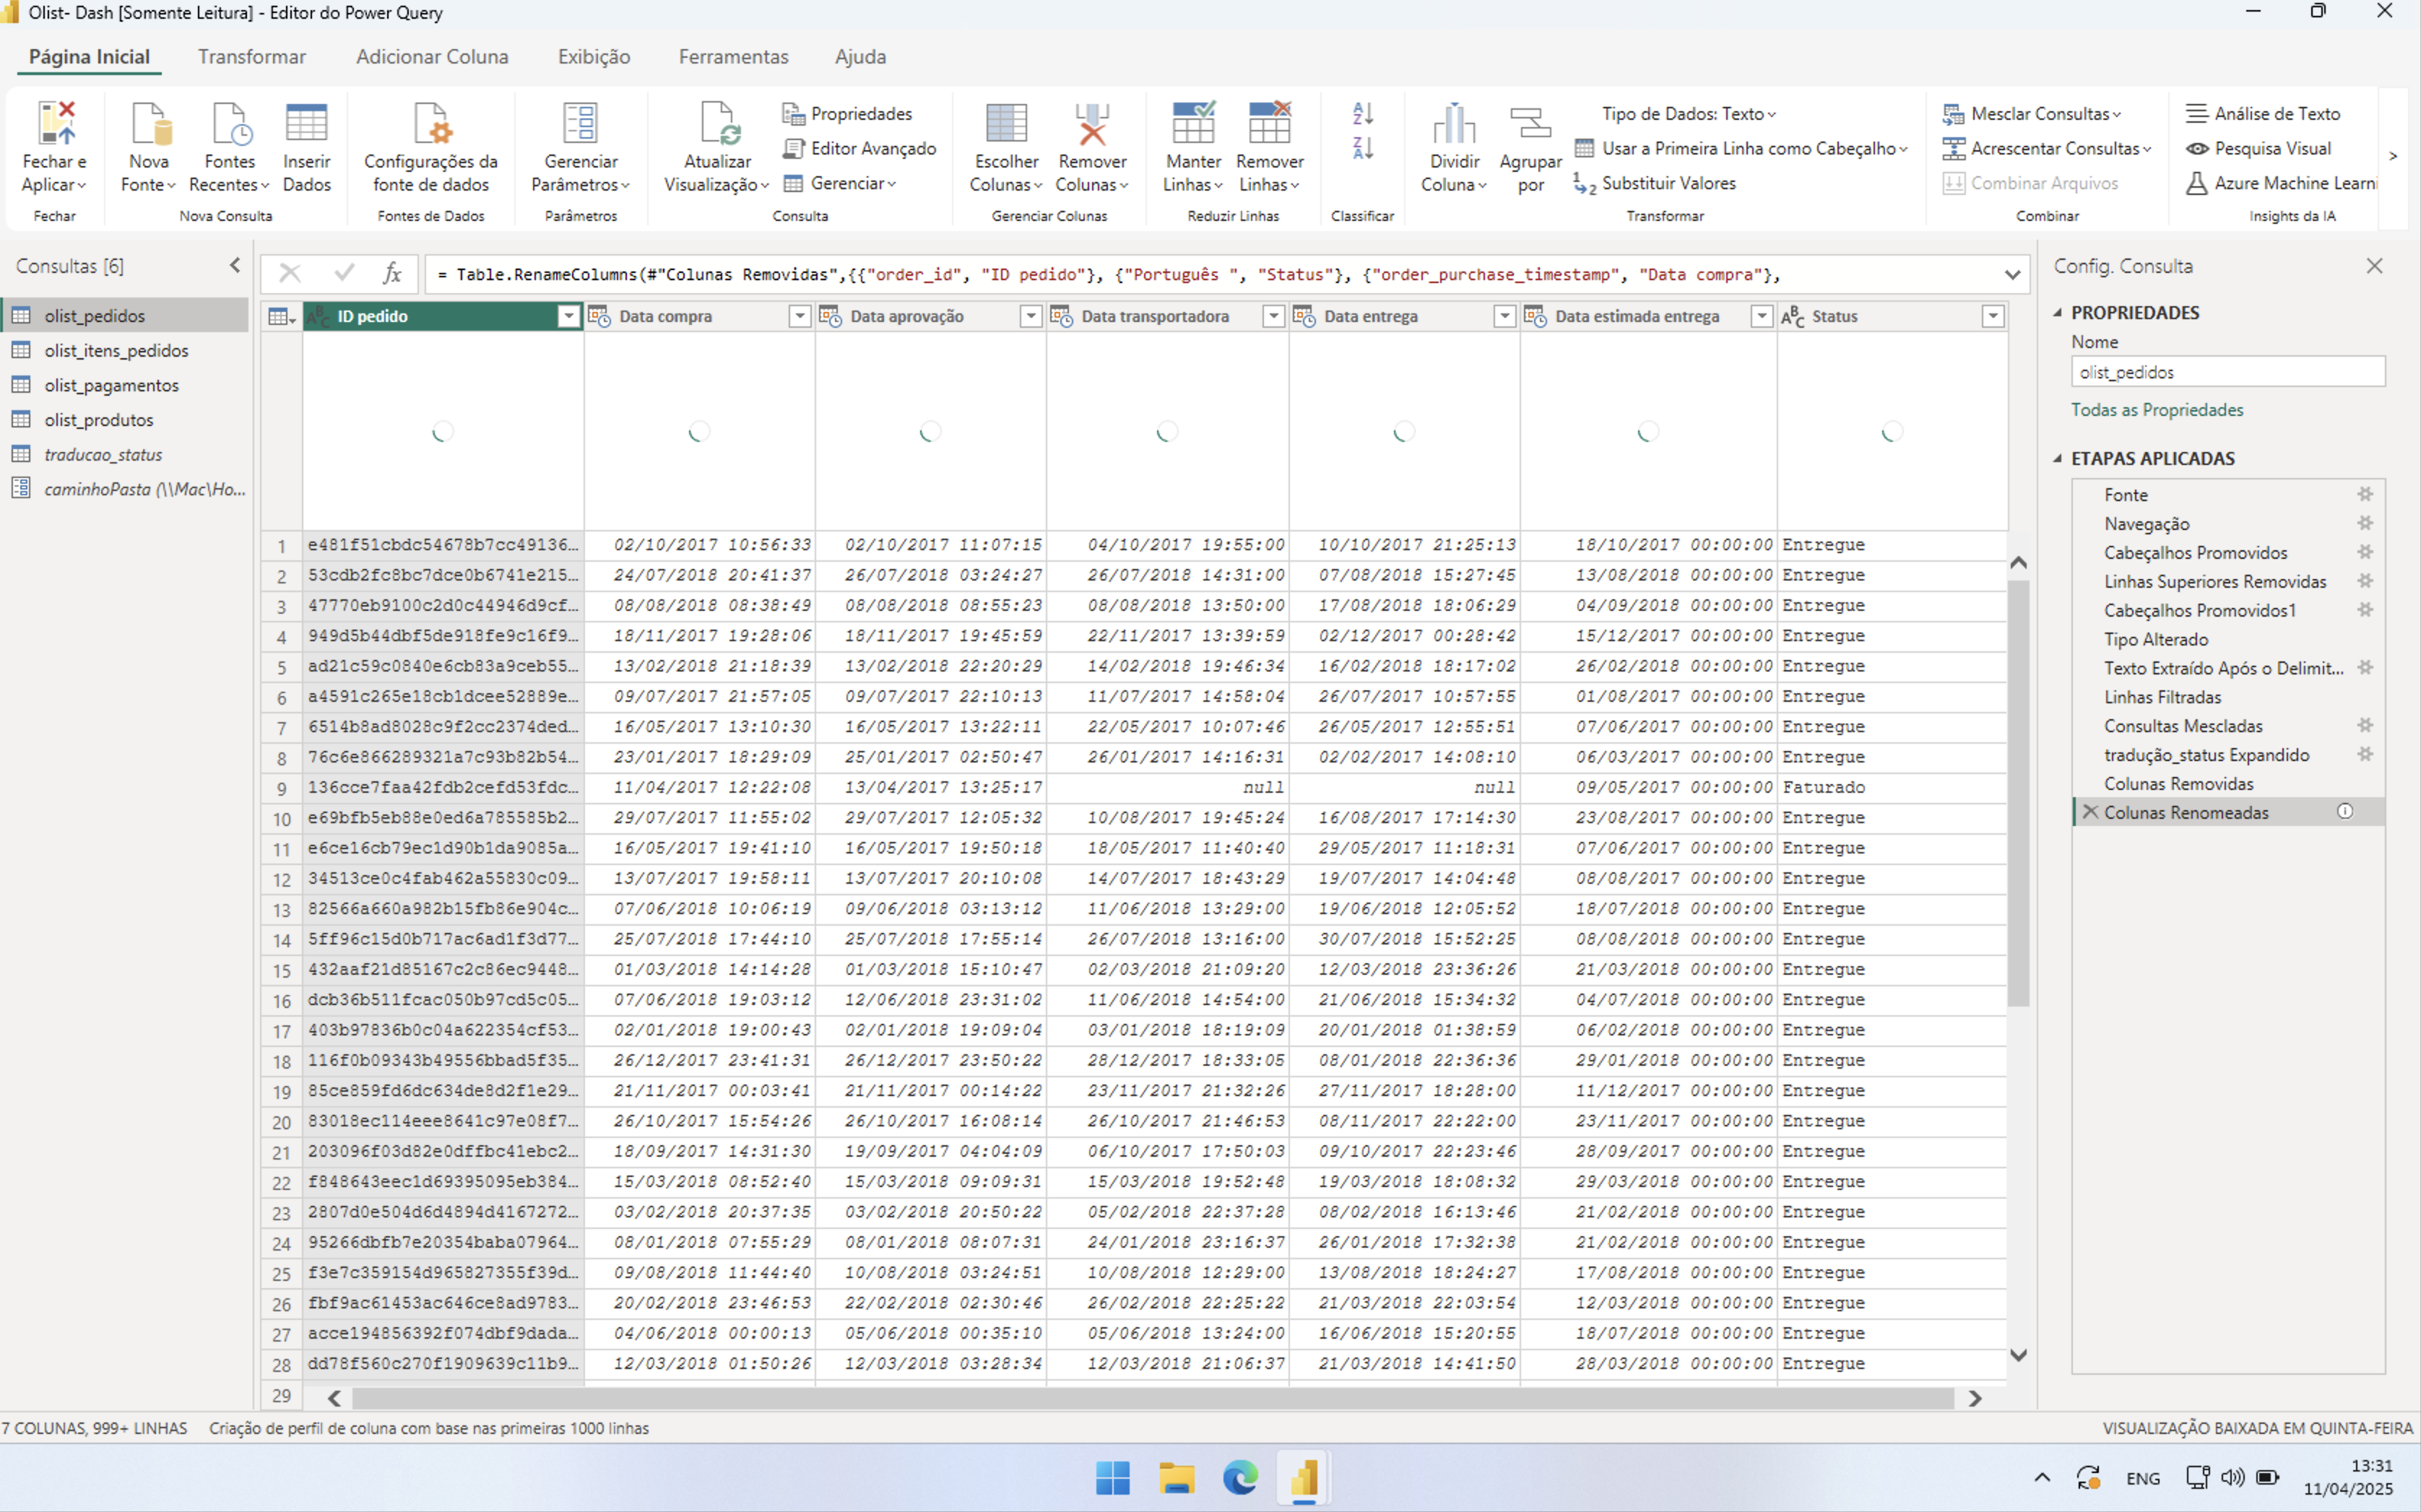 Olist- Dash [Somente Leitura] - Editor do Power Query
Página Inicial Transformar Adicionar Coluna Exibição Ferramentas Ajuda
Fechar e Aplicar
Fechar
Nova Fonte
Fontes Recentes
Inserir Dados
Nova Consulta
Configurações da fonte de dados
Fontes de Dados
Gerenciar Parâmetros
Parâmetros
Atualizar Visualização
Propriedades
Editor Avançado
Gerenciar
Consulta
Escolher Colunas
Remover Colunas
Gerenciar Colunas
Manter Linhas
Remover Linhas
Reduzir Linhas
Classificar
Dividir Coluna
Agrupar por
Tipo de Dados: Texto
Usar a Primeira Linha como Cabeçalho
Substituir Valores
Transformar
Mesclar Consultas
Acrescentar Consultas
Combinar Arquivos
Combinar
Análise de Texto
Pesquisa Visual
Azure Machine Learni
Insights da IA
Consultas [6]
olist_pedidos
olist_itens_pedidos
olist_pagamentos
olist_produtos
traducao_status
caminhoPasta (\\Mac\Ho...
= Table.RenameColumns(#"Colunas Removidas",{{"order_id", "ID pedido"}, {"Português ", "Status"}, {"order_purchase_timestamp", "Data compra"},
ID pedido Data compra Data aprovação Data transportadora Data entrega Data estimada entrega Status
1 e481f51cbdc54678b7cc49136... 02/10/2017 10:56:33 02/10/2017 11:07:15 04/10/2017 19:55:00 10/10/2017 21:25:13 18/10/2017 00:00:00 Entregue
2 53cdb2fc8bc7dce0b6741e215... 24/07/2018 20:41:37 26/07/2018 03:24:27 26/07/2018 14:31:00 07/08/2018 15:27:45 13/08/2018 00:00:00 Entregue
3 47770eb9100c2d0c44946d9cf... 08/08/2018 08:38:49 08/08/2018 08:55:23 08/08/2018 13:50:00 17/08/2018 18:06:29 04/09/2018 00:00:00 Entregue
4 949d5b44dbf5de918fe9c16f9... 18/11/2017 19:28:06 18/11/2017 19:45:59 22/11/2017 13:39:59 02/12/2017 00:28:42 15/12/2017 00:00:00 Entregue
5 ad21c59c0840e6cb83a9ceb55... 13/02/2018 21:18:39 13/02/2018 22:20:29 14/02/2018 19:46:34 16/02/2018 18:17:02 26/02/2018 00:00:00 Entregue
6 a4591c265e18cb1dcee52889e... 09/07/2017 21:57:05 09/07/2017 22:10:13 11/07/2017 14:58:04 26/07/2017 10:57:55 01/08/2017 00:00:00 Entregue
7 6514b8ad8028c9f2cc2374ded... 16/05/2017 13:10:30 16/05/2017 13:22:11 22/05/2017 10:07:46 26/05/2017 12:55:51 07/06/2017 00:00:00 Entregue
8 76c6e866289321a7c93b82b54... 23/01/2017 18:29:09 25/01/2017 02:50:47 26/01/2017 14:16:31 02/02/2017 14:08:10 06/03/2017 00:00:00 Entregue
9 136cce7faa42fdb2cefd53fdc... 11/04/2017 12:22:08 13/04/2017 13:25:17 null null 09/05/2017 00:00:00 Faturado
10 e69bfb5eb88e0ed6a785585b2... 29/07/2017 11:55:02 29/07/2017 12:05:32 10/08/2017 19:45:24 16/08/2017 17:14:30 23/08/2017 00:00:00 Entregue
11 e6ce16cb79ec1d90b1da9085a... 16/05/2017 19:41:10 16/05/2017 19:50:18 18/05/2017 11:40:40 29/05/2017 11:18:31 07/06/2017 00:00:00 Entregue
12 34513ce0c4fab462a55830c09... 13/07/2017 19:58:11 13/07/2017 20:10:08 14/07/2017 18:43:29 19/07/2017 14:04:48 08/08/2017 00:00:00 Entregue
13 82566a660a982b15fb86e904c... 07/06/2018 10:06:19 09/06/2018 03:13:12 11/06/2018 13:29:00 19/06/2018 12:05:52 18/07/2018 00:00:00 Entregue
14 5ff96c15d0b717ac6ad1f3d77... 25/07/2018 17:44:10 25/07/2018 17:55:14 26/07/2018 13:16:00 30/07/2018 15:52:25 08/08/2018 00:00:00 Entregue
15 432aaf21d85167c2c86ec9448... 01/03/2018 14:14:28 01/03/2018 15:10:47 02/03/2018 21:09:20 12/03/2018 23:36:26 21/03/2018 00:00:00 Entregue
16 dcb36b511fcac050b97cd5c05... 07/06/2018 19:03:12 12/06/2018 23:31:02 11/06/2018 14:54:00 21/06/2018 15:34:32 04/07/2018 00:00:00 Entregue
17 403b97836b0c04a622354cf53... 02/01/2018 19:00:43 02/01/2018 19:09:04 03/01/2018 18:19:09 20/01/2018 01:38:59 06/02/2018 00:00:00 Entregue
18 116f0b09343b49556bbad5f35... 26/12/2017 23:41:31 26/12/2017 23:50:22 28/12/2017 18:33:05 08/01/2018 22:36:36 29/01/2018 00:00:00 Entregue
19 85ce859fd6dc634de8d2f1e29... 21/11/2017 00:03:41 21/11/2017 00:14:22 23/11/2017 21:32:26 27/11/2017 18:28:00 11/12/2017 00:00:00 Entregue
20 83018ec114eee8641c97e08f7... 26/10/2017 15:54:26 26/10/2017 16:08:14 26/10/2017 21:46:53 08/11/2017 22:22:00 23/11/2017 00:00:00 Entregue
21 203096f03d82e0dffbc41ebc2... 18/09/2017 14:31:30 19/09/2017 04:04:09 06/10/2017 17:50:03 09/10/2017 22:23:46 28/09/2017 00:00:00 Entregue
22 f848643eec1d69395095eb384... 15/03/2018 08:52:40 15/03/2018 09:09:31 15/03/2018 19:52:48 19/03/2018 18:08:32 29/03/2018 00:00:00 Entregue
23 2807d0e504d6d4894d4167272... 03/02/2018 20:37:35 03/02/2018 20:50:22 05/02/2018 22:37:28 08/02/2018 16:13:46 21/02/2018 00:00:00 Entregue
24 95266dbfb7e20354baba07964... 08/01/2018 07:55:29 08/01/2018 08:07:31 24/01/2018 23:16:37 26/01/2018 17:32:38 21/02/2018 00:00:00 Entregue
25 f3e7c359154d965827355f39d... 09/08/2018 11:44:40 10/08/2018 03:24:51 10/08/2018 12:29:00 13/08/2018 18:24:27 17/08/2018 00:00:00 Entregue
26 fbf9ac61453ac646ce8ad9783... 20/02/2018 23:46:53 22/02/2018 02:30:46 26/02/2018 22:25:22 21/03/2018 22:03:54 12/03/2018 00:00:00 Entregue
27 acce194856392f074dbf9dada... 04/06/2018 00:00:13 05/06/2018 00:35:10 05/06/2018 13:24:00 16/06/2018 15:20:55 18/07/2018 00:00:00 Entregue
28 dd78f560c270f1909639c11b9... 12/03/2018 01:50:26 12/03/2018 03:28:34 12/03/2018 21:06:37 21/03/2018 14:41:50 28/03/2018 00:00:00 Entregue
29
Config. Consulta
PROPRIEDADES
Nome
olist_pedidos
Todas as Propriedades
ETAPAS APLICADAS
Fonte
Navegação
Cabeçalhos Promovidos
Linhas Superiores Removidas
Cabeçalhos Promovidos1
Tipo Alterado
Texto Extraído Após o Delimit...
Linhas Filtradas
Consultas Mescladas
tradução_status Expandido
Colunas Removidas
Colunas Renomeadas
7 COLUNAS, 999+ LINHAS Criação de perfil de coluna com base nas primeiras 1000 linhas VISUALIZAÇÃO BAIXADA EM QUINTA-FEIRA
ENG
13:31
11/04/2025